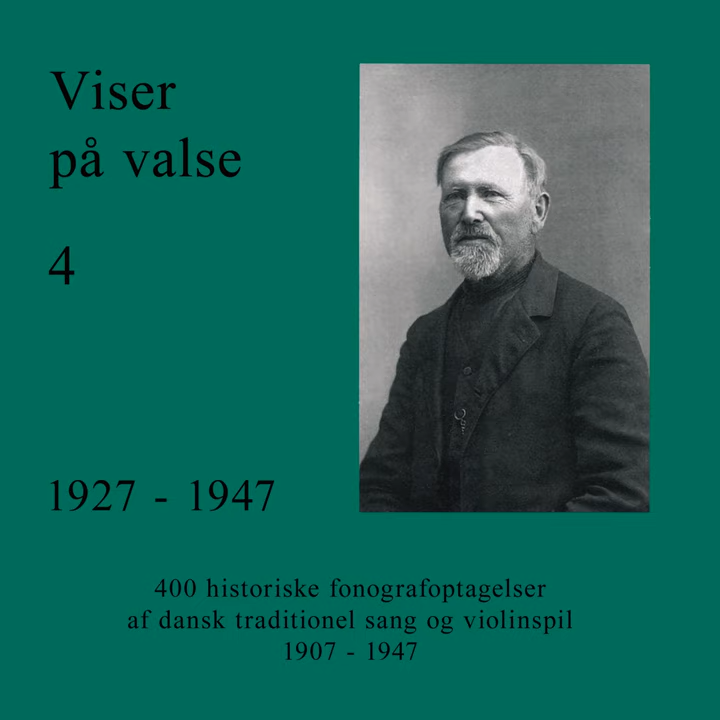 Viser
på valse
4
1927 - 1947
400 historiske fonografoptagelser
af dansk traditionel sang og violinspil
1907 - 1947